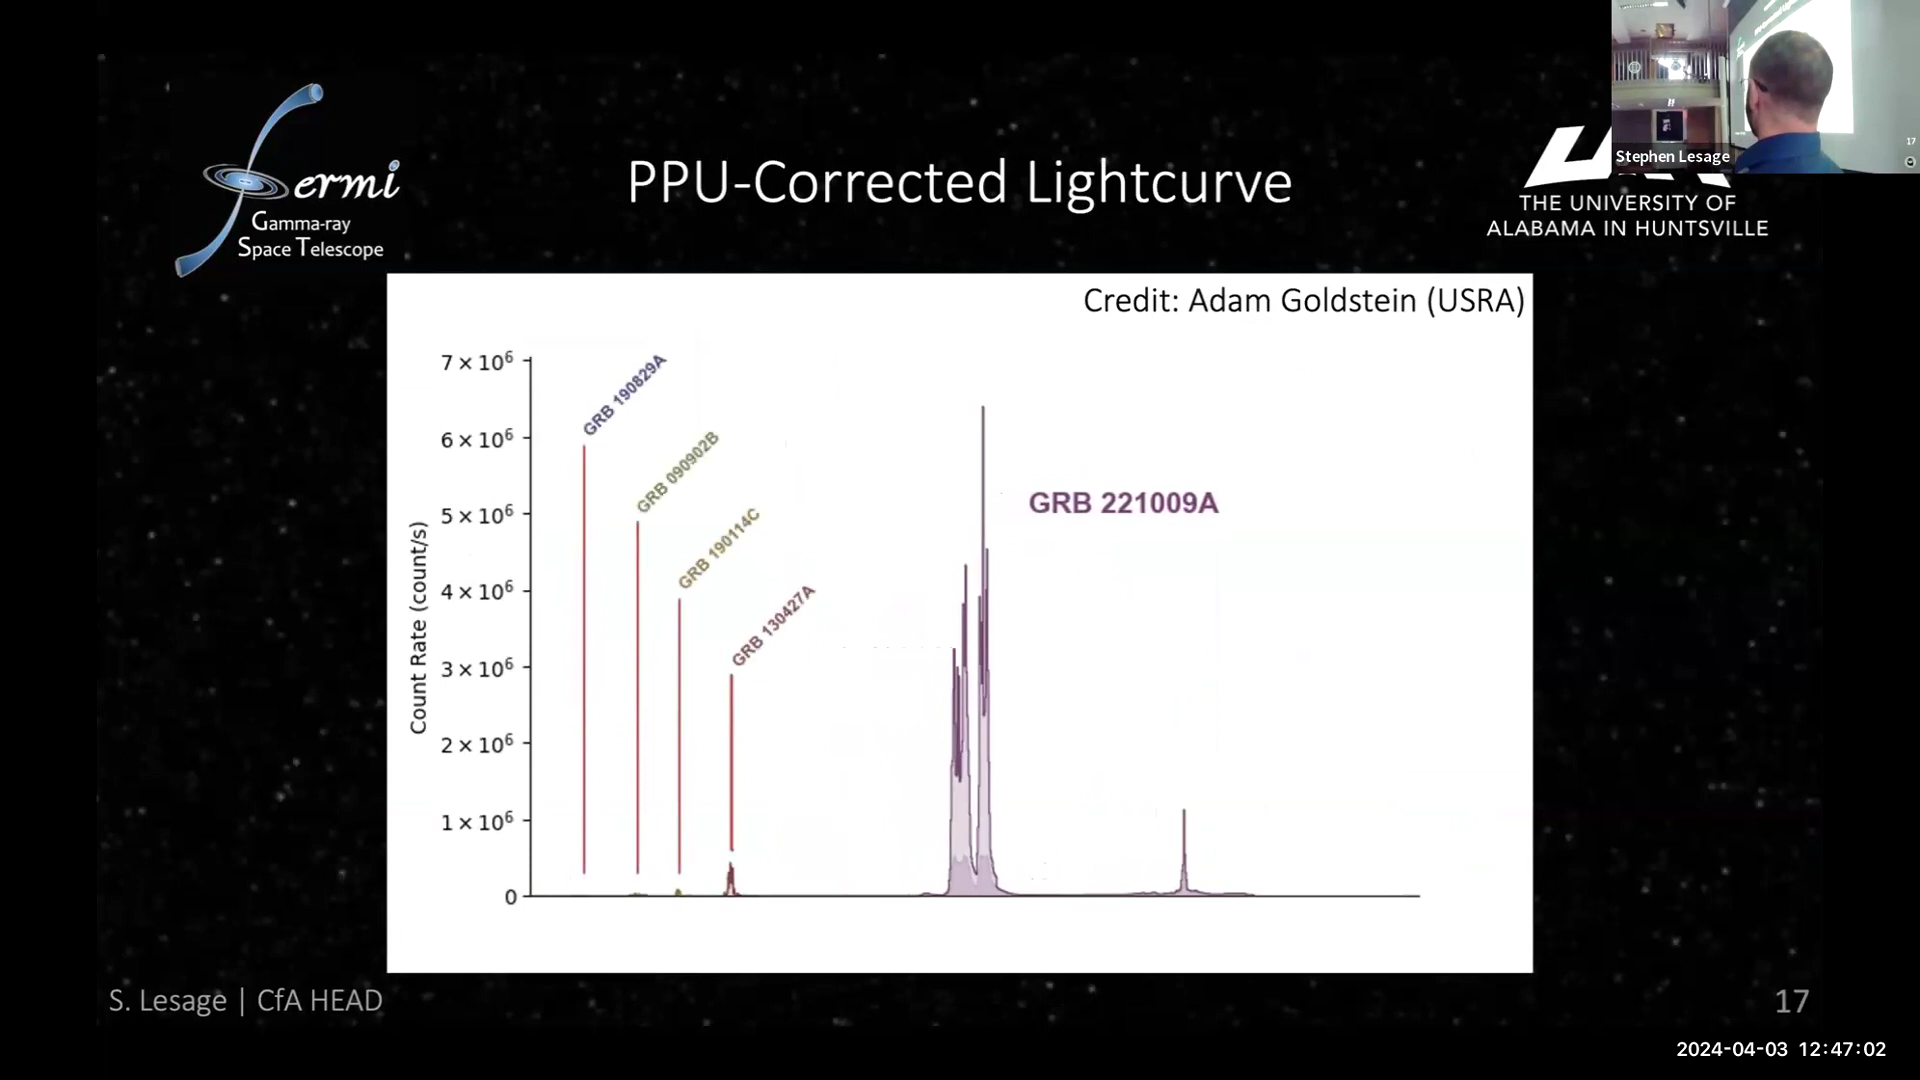 Fermi
Gamma-ray
Space Telescope
PPU-Corrected Lightcurve
Stephen Lesage
17
THE UNIVERSITY OF
ALABAMA IN HUNTSVILLE
Credit: Adam Goldstein (USRA)
7 × 10⁶
6 × 10⁶
5 × 10⁶
4 × 10⁶
3 × 10⁶
2 × 10⁶
1 × 10⁶
0
Count Rate (count/s)
GRB 190829A
GRB 090902B
GRB 190114C
GRB 130427A
GRB 221009A
S. Lesage | CfA HEAD
17
2024-04-03 12:47:02